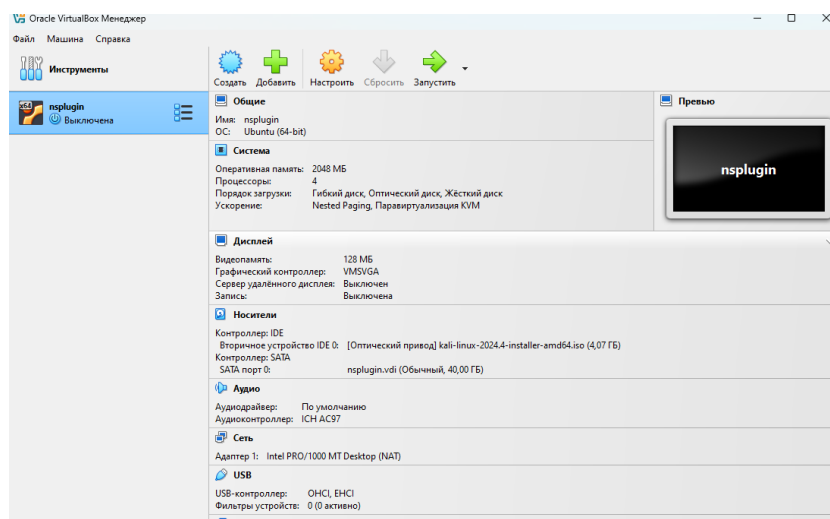 Oracle VirtualBox Менеджер
Файл Машина Справка
Инструменты
Создать Добавить Настроить Сбросить Запустить
x64
nsplugin
Выключена
Общие
Имя: nsplugin
ОС: Ubuntu (64-bit)
Превью
nsplugin
Система
Оперативная память: 2048 МБ
Процессоры: 4
Порядок загрузки: Гибкий диск, Оптический диск, Жёсткий диск
Ускорение: Nested Paging, Паравиртуализация KVM
Дисплей
Видеопамять: 128 МБ
Графический контроллер: VMSVGA
Сервер удалённого дисплея: Выключен
Запись: Выключена
Носители
Контроллер: IDE
Вторичное устройство IDE 0: [Оптический привод] kali-linux-2024.4-installer-amd64.iso (4,07 ГБ)
Контроллер: SATA
SATA порт 0: nsplugin.vdi (Обычный, 40,00 ГБ)
Аудио
Аудиодрайвер: По умолчанию
Аудиоконтроллер: ICH AC97
Сеть
Адаптер 1: Intel PRO/1000 MT Desktop (NAT)
USB
USB-контроллер: OHCI, EHCI
Фильтры устройств: 0 (0 активно)